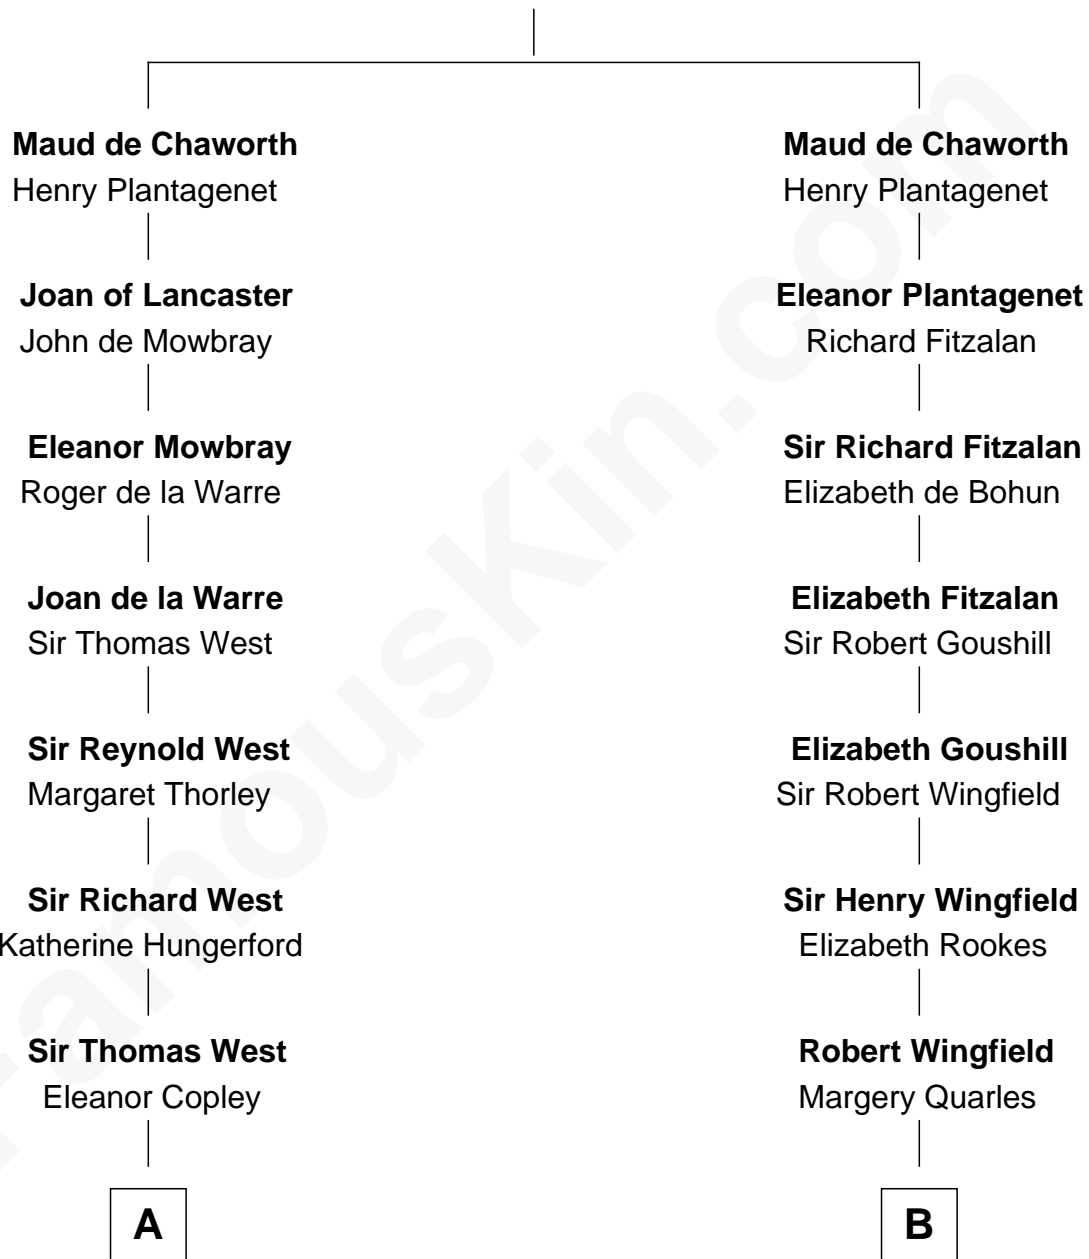 Maud de Chaworth
Henry Plantagenet
Joan of Lancaster
John de Mowbray
Eleanor Mowbray
Roger de la Warre
Joan de la Warre
Sir Thomas West
Sir Reynold West
Margaret Thorley
Sir Richard West
Katherine Hungerford
Sir Thomas West
Eleanor Copley
A
Maud de Chaworth
Henry Plantagenet
Eleanor Plantagenet
Richard Fitzalan
Sir Richard Fitzalan
Elizabeth de Bohun
Elizabeth Fitzalan
Sir Robert Goushill
Elizabeth Goushill
Sir Robert Wingfield
Sir Henry Wingfield
Elizabeth Rookes
Robert Wingfield
Margery Quarles
B
FamousKin.com